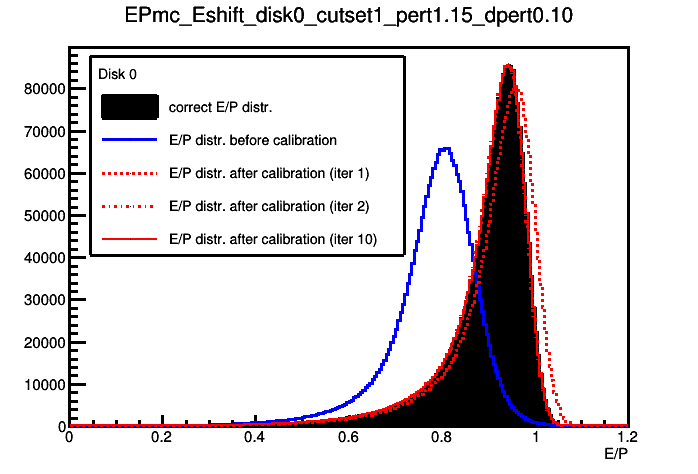 EPmc_Eshift_disk0_cutset1_pert1.15_dpert0.10
Disk 0
correct E/P distr.
E/P distr. before calibration
E/P distr. after calibration (iter 1)
E/P distr. after calibration (iter 2)
E/P distr. after calibration (iter 10)
80000
70000
60000
50000
40000
30000
20000
10000
0
0 0.2 0.4 0.6 0.8 1 1.2
E/P